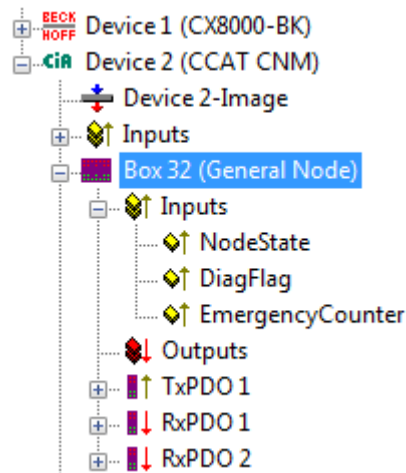 BECK HOFF Device 1 (CX8000-BK)
CiA Device 2 (CCAT CNM)
Device 2-Image
Inputs
Box 32 (General Node)
Inputs
NodeState
DiagFlag
EmergencyCounter
Outputs
TxPDO 1
RxPDO 1
RxPDO 2